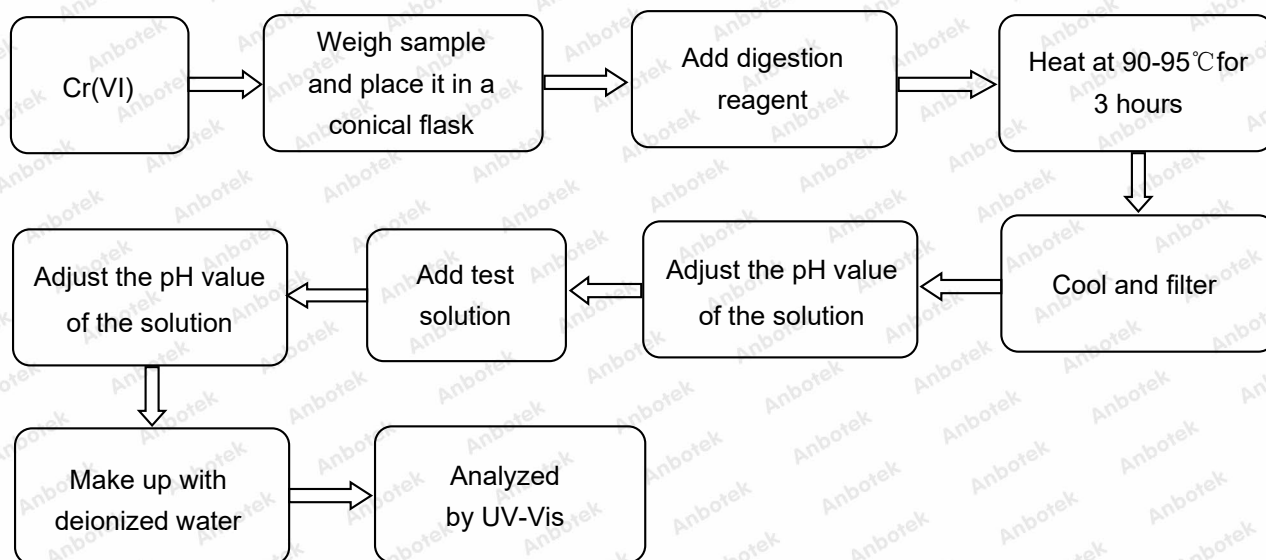 Cr(VI)
Weigh sample
and place it in a
conical flask
Add digestion
reagent
Heat at 90-95℃for
3 hours
Cool and filter
Adjust the pH value
of the solution
Add test
solution
Adjust the pH value
of the solution
Make up with
deionized water
Analyzed
by UV-Vis
Anbotek